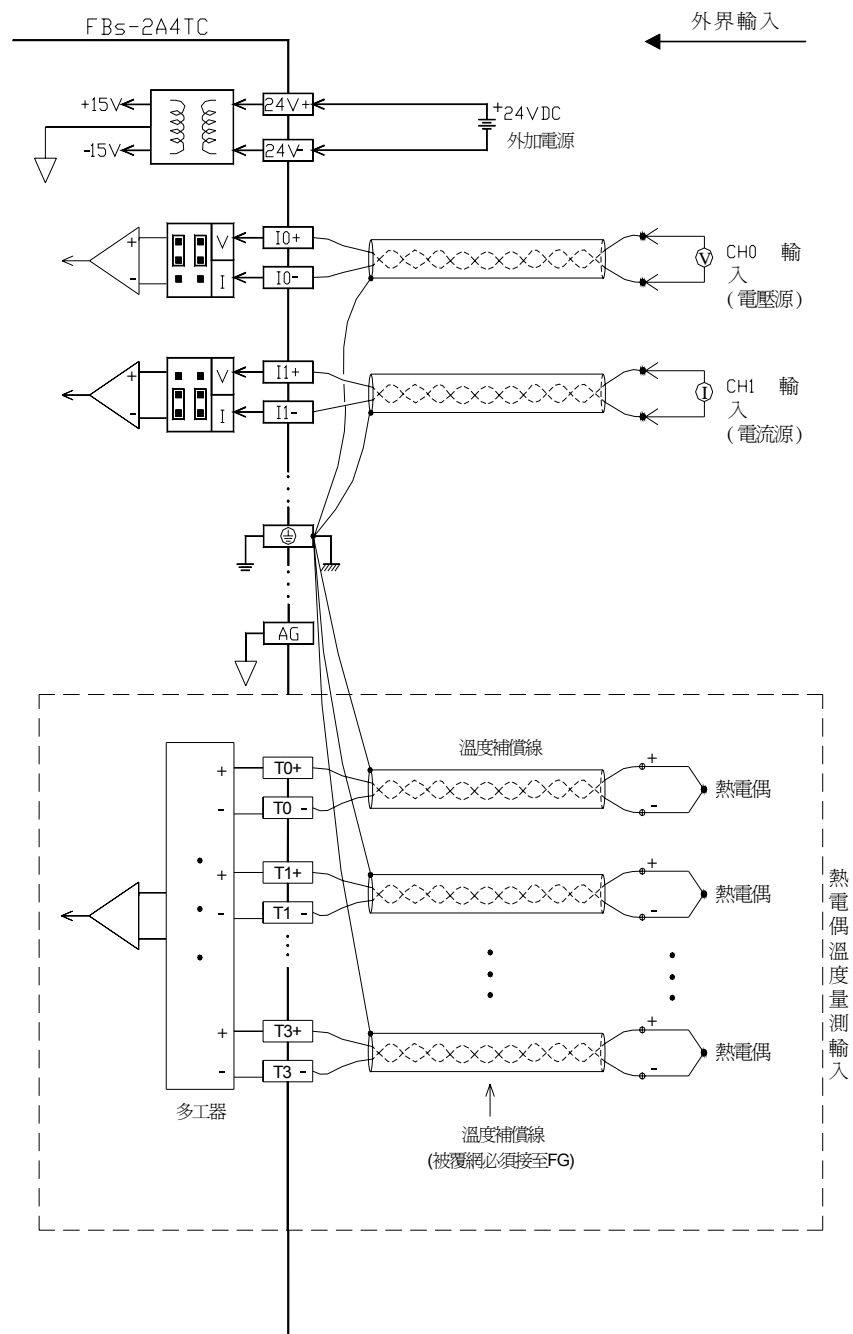 FBs-2A4TC
外界輸入
+15V
24V+
+24VDC
外加電源
-15V
24V-
+
V
I0+
-
I
I0-
V
CH0 輸
入
(電壓源)
+
V
I1+
-
I
I1-
I
CH1 輸
入
(電流源)
AG
溫度補償線
+
T0+
+
-
T0 -
-
熱電偶
+
T1+
+
-
T1 -
-
熱電偶
+
T3+
+
-
T3 -
-
熱電偶
多工器
溫度補償線
(被覆網必須接至FG)
熱電偶溫度量測輸入